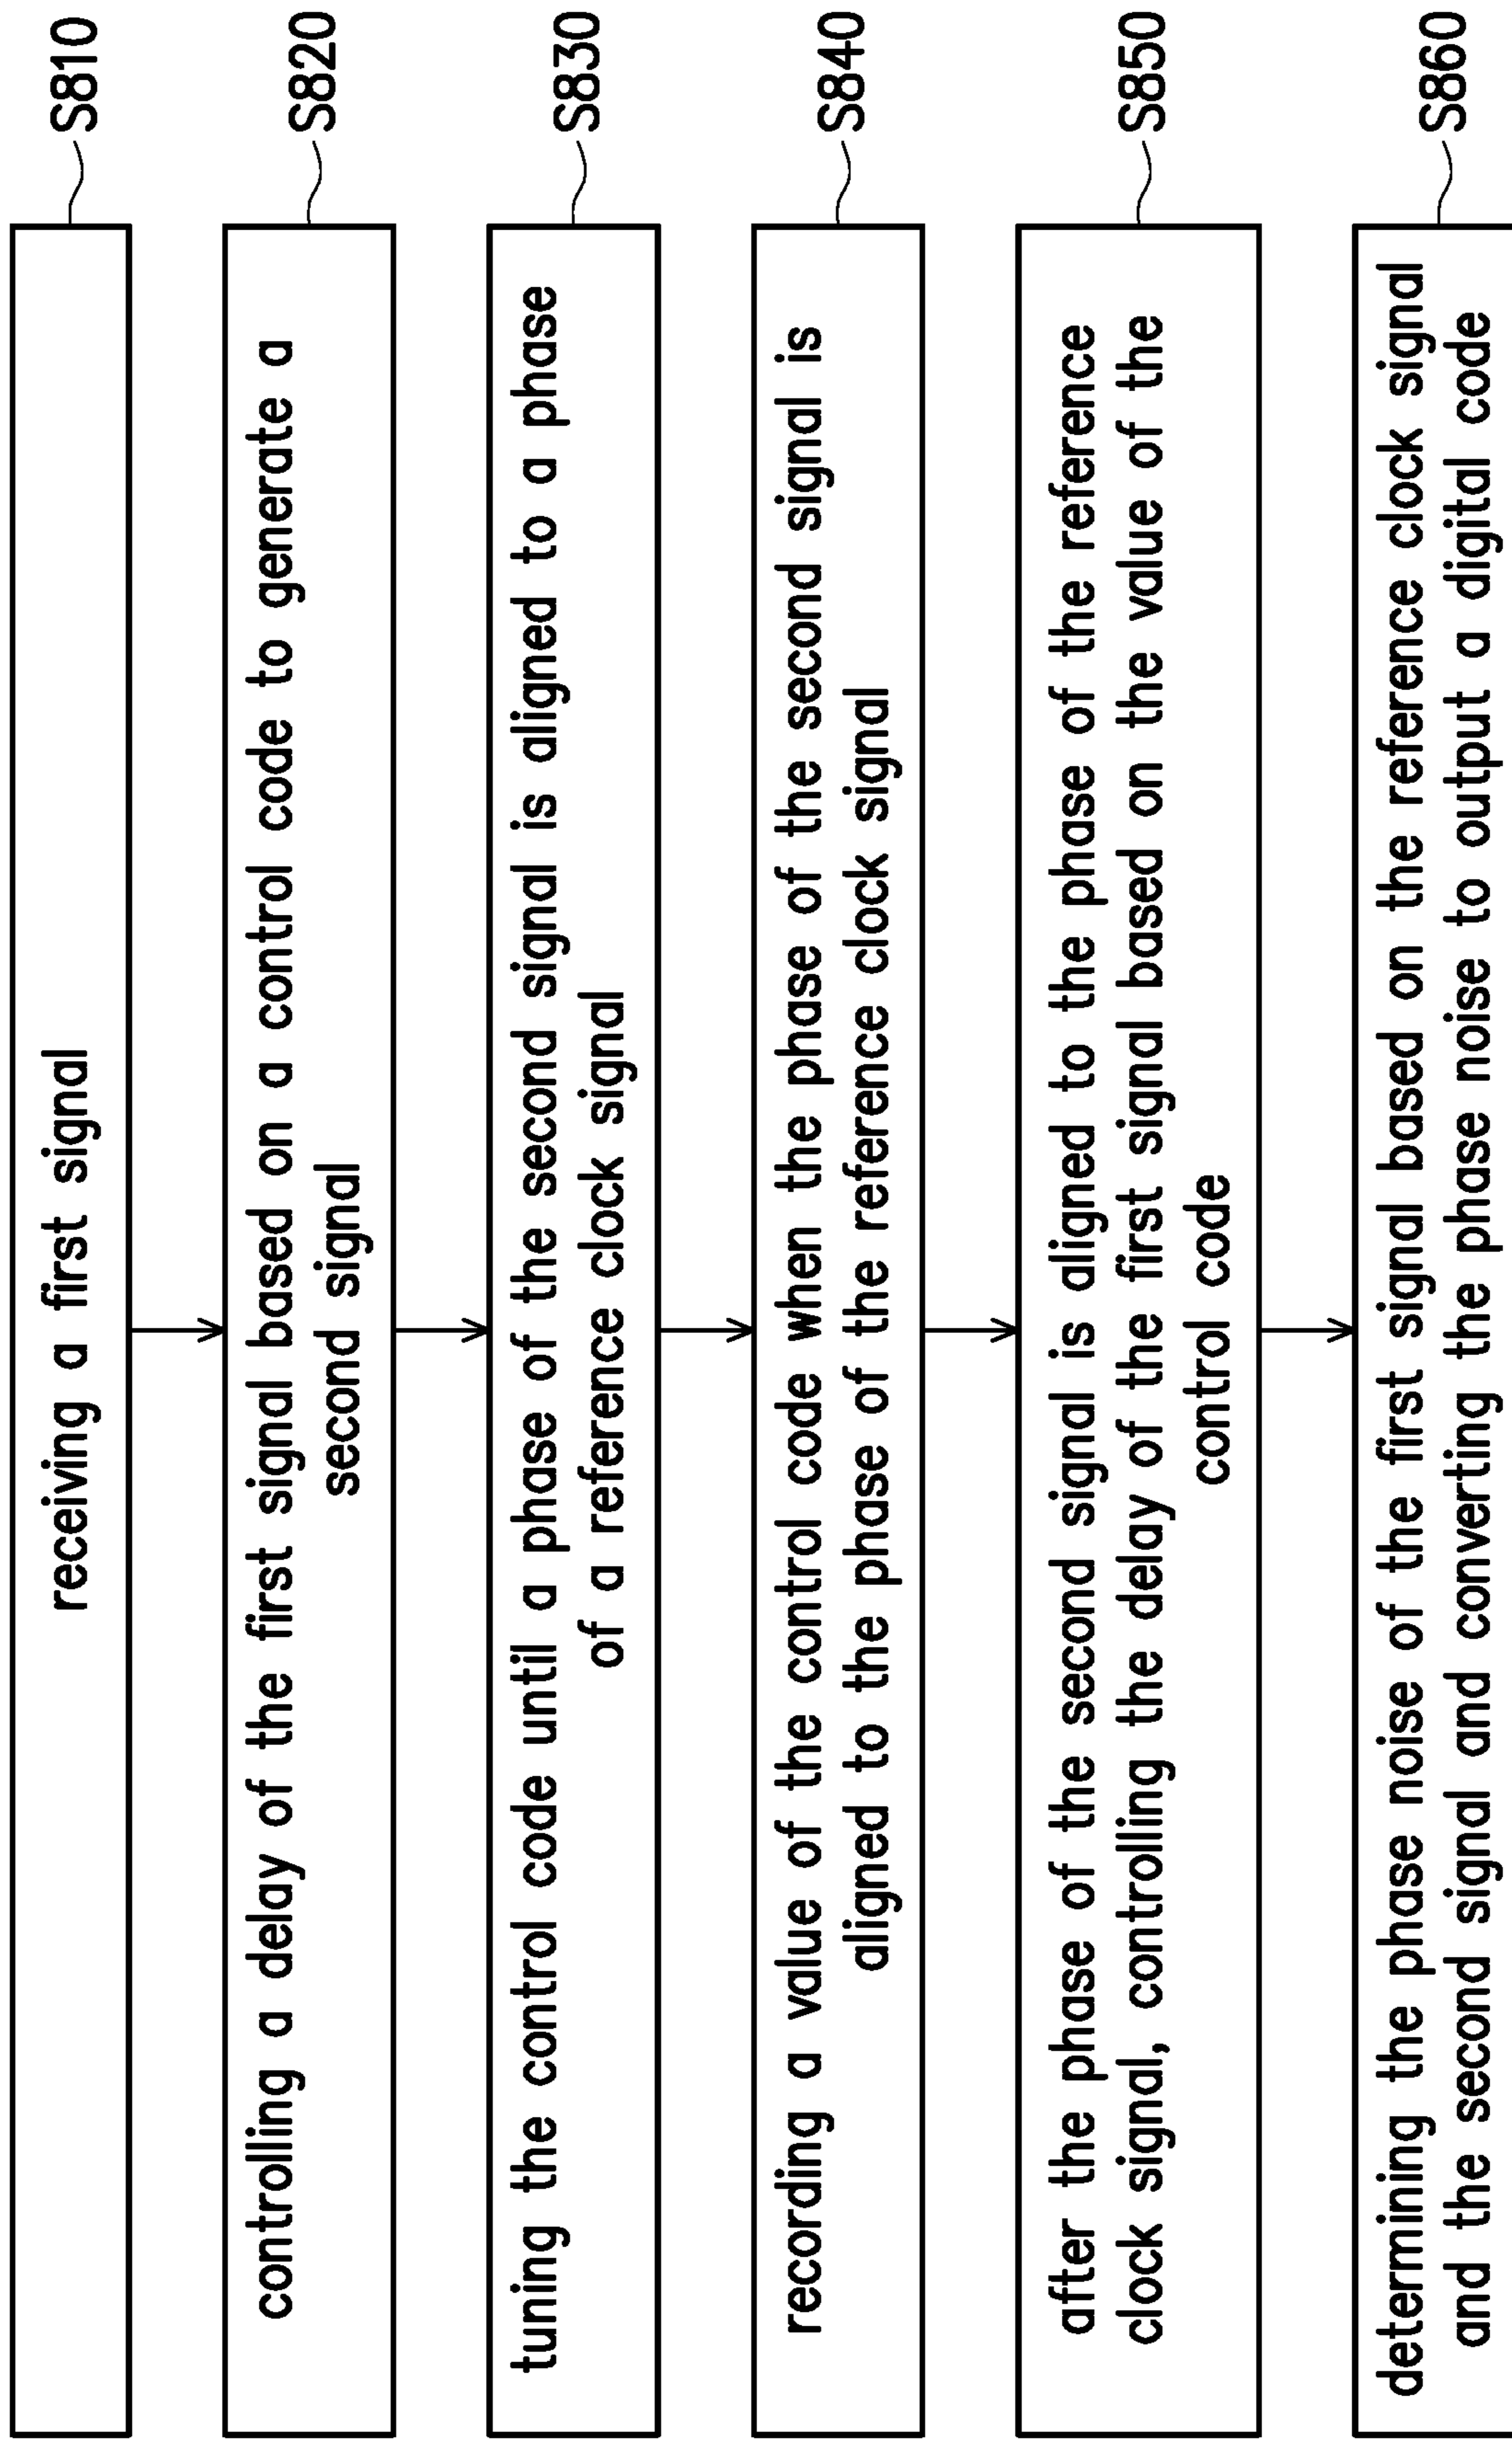 receiving a first signal
S810
controlling a delay of the first signal based on a control code to generate a
second signal
S820
tuning the control code until a phase of the second signal is aligned to a phase
of a reference clock signal
S830
recording a value of the control code when the phase of the second signal is
aligned to the phase of the reference clock signal
S840
after the phase of the second signal is aligned to the phase of the reference
clock signal, controlling the delay of the first signal based on the value of the
control code
S850
determining the phase noise of the first signal based on the reference clock signal
and the second signal and converting the phase noise to output a digital code
S860